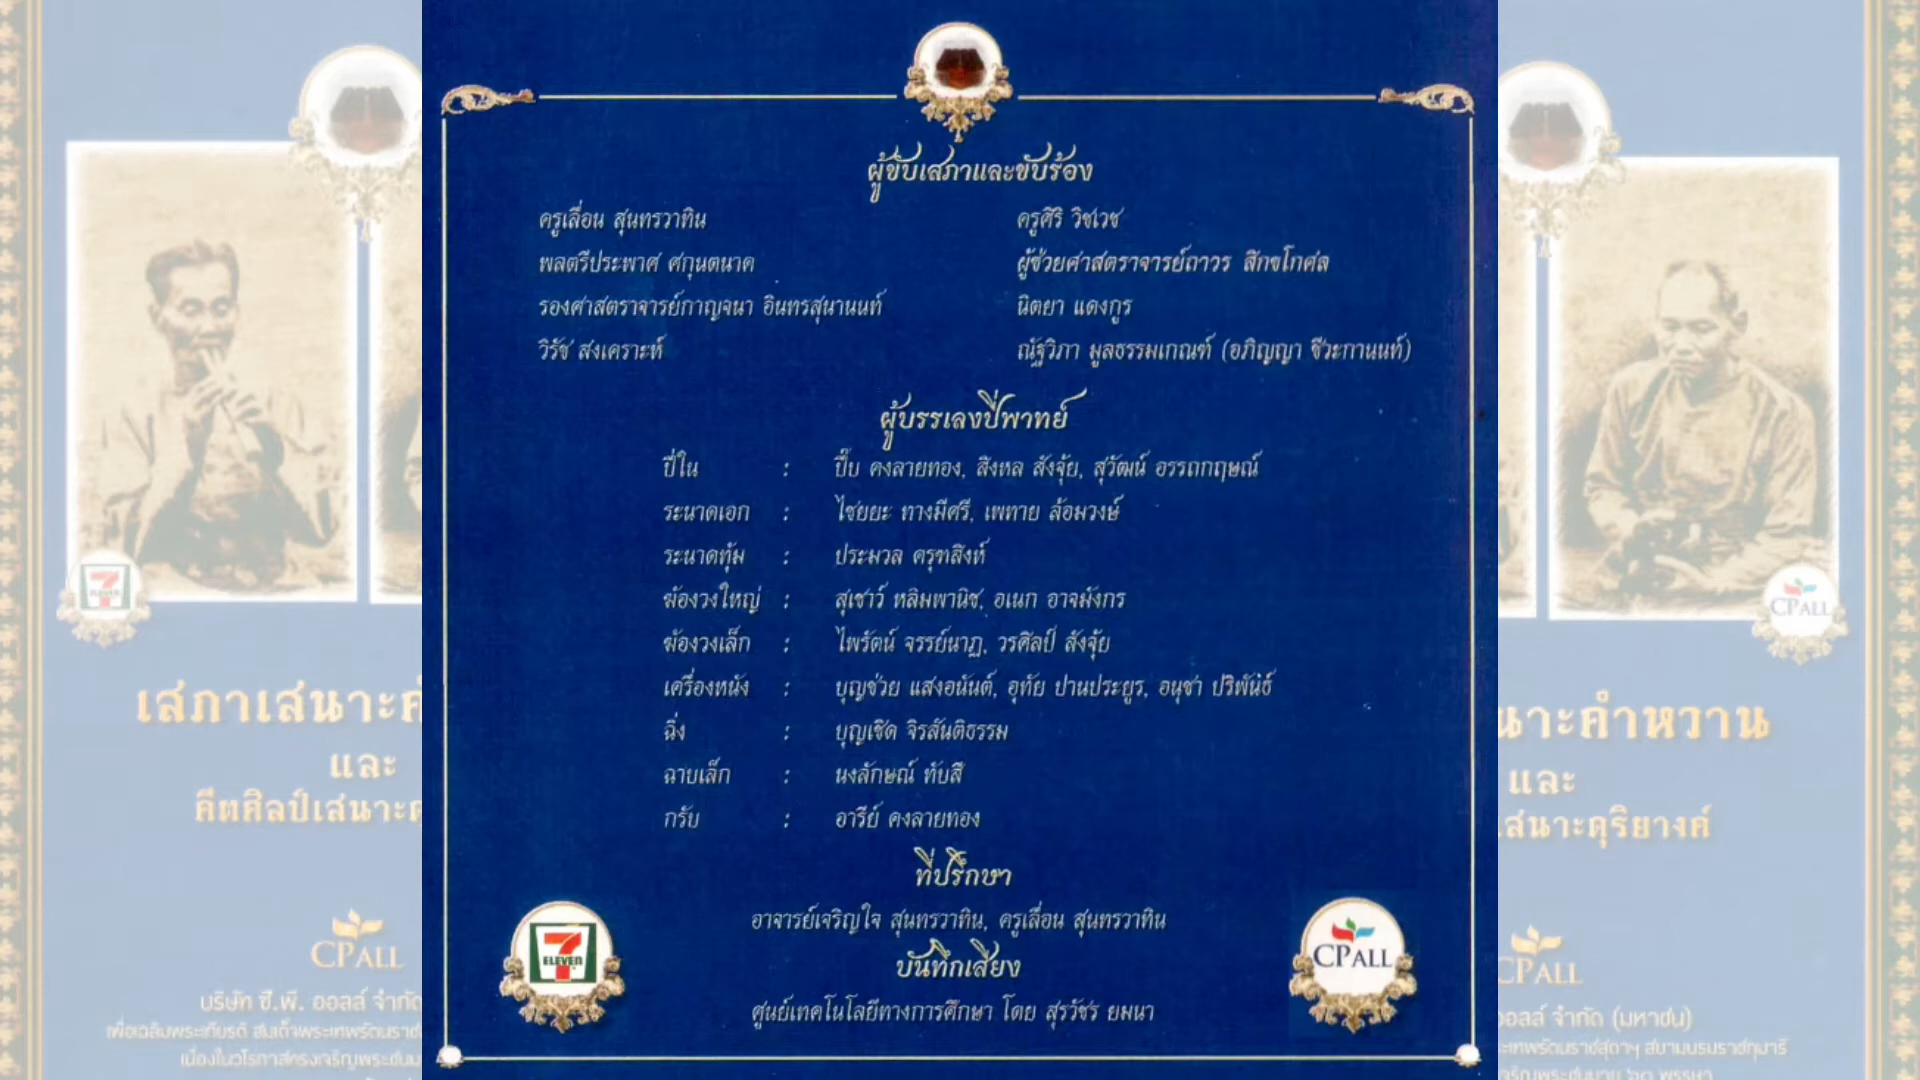 ผู้ขับเสภาและขับร้อง
ครูเลื่อน สุนทรวาทิน
ครูศิริ วิชเวช
พลตรีประพาศ ศกุนตนาค
ผู้ช่วยศาสตราจารย์ถาวร สิกขโกศล
รองศาสตราจารย์กาญจนา อินทรสุนานนท์
นิตยา แดงกูร
วิรัช สงเคราะห์
ณัฐวิภา มูลธรรมเกณฑ์ (อภิญญา ชีวะกานนท์)
ผู้บรรเลงปี่พาทย์
ปี่ใน : ปี๊บ คงลายทอง, สิงหล สังจุ้ย, สุวัฒน์ อรรถกฤษณ์
ระนาดเอก : ไชยยะ ทางมีศรี, เพทาย ล้อมวงษ์
ระนาดทุ้ม : ประมวล ครุฑสิงห์
ฆ้องวงใหญ่ : สุเชาว์ หลิมพานิช, อเนก อาจมังกร
ฆ้องวงเล็ก : ไพรัตน์ จรรย์นาฏ, วรศิลป์ สังจุ้ย
เครื่องหนัง : บุญช่วย แสงอนันต์, อุทัย ปานประยูร, อนุชา ปริพันธ์
ฉิ่ง : บุญเชิด จิรสันติธรรม
ฉาบเล็ก : นงลักษณ์ ทับสี
กรับ : อารีย์ คงลายทอง
ที่ปรึกษา
อาจารย์เจริญใจ สุนทรวาทิน, ครูเลื่อน สุนทรวาทิน
บันทึกเสียง
ศูนย์เทคโนโลยีทางการศึกษา โดย สุรวัชร ยมนา
7 ELEVEN
CPALL
7 ELEVEN
เสภาเสนาะคำ
และ
คีตศิลป์เสนาะดุ
CPALL
บริษัท ซี.พี. ออลล์ จำกัด
CPALL
นาะคำหวาน
และ
เสนาะดุริยางค์
CPALL
ออลล์ จำกัด (มหาชน)